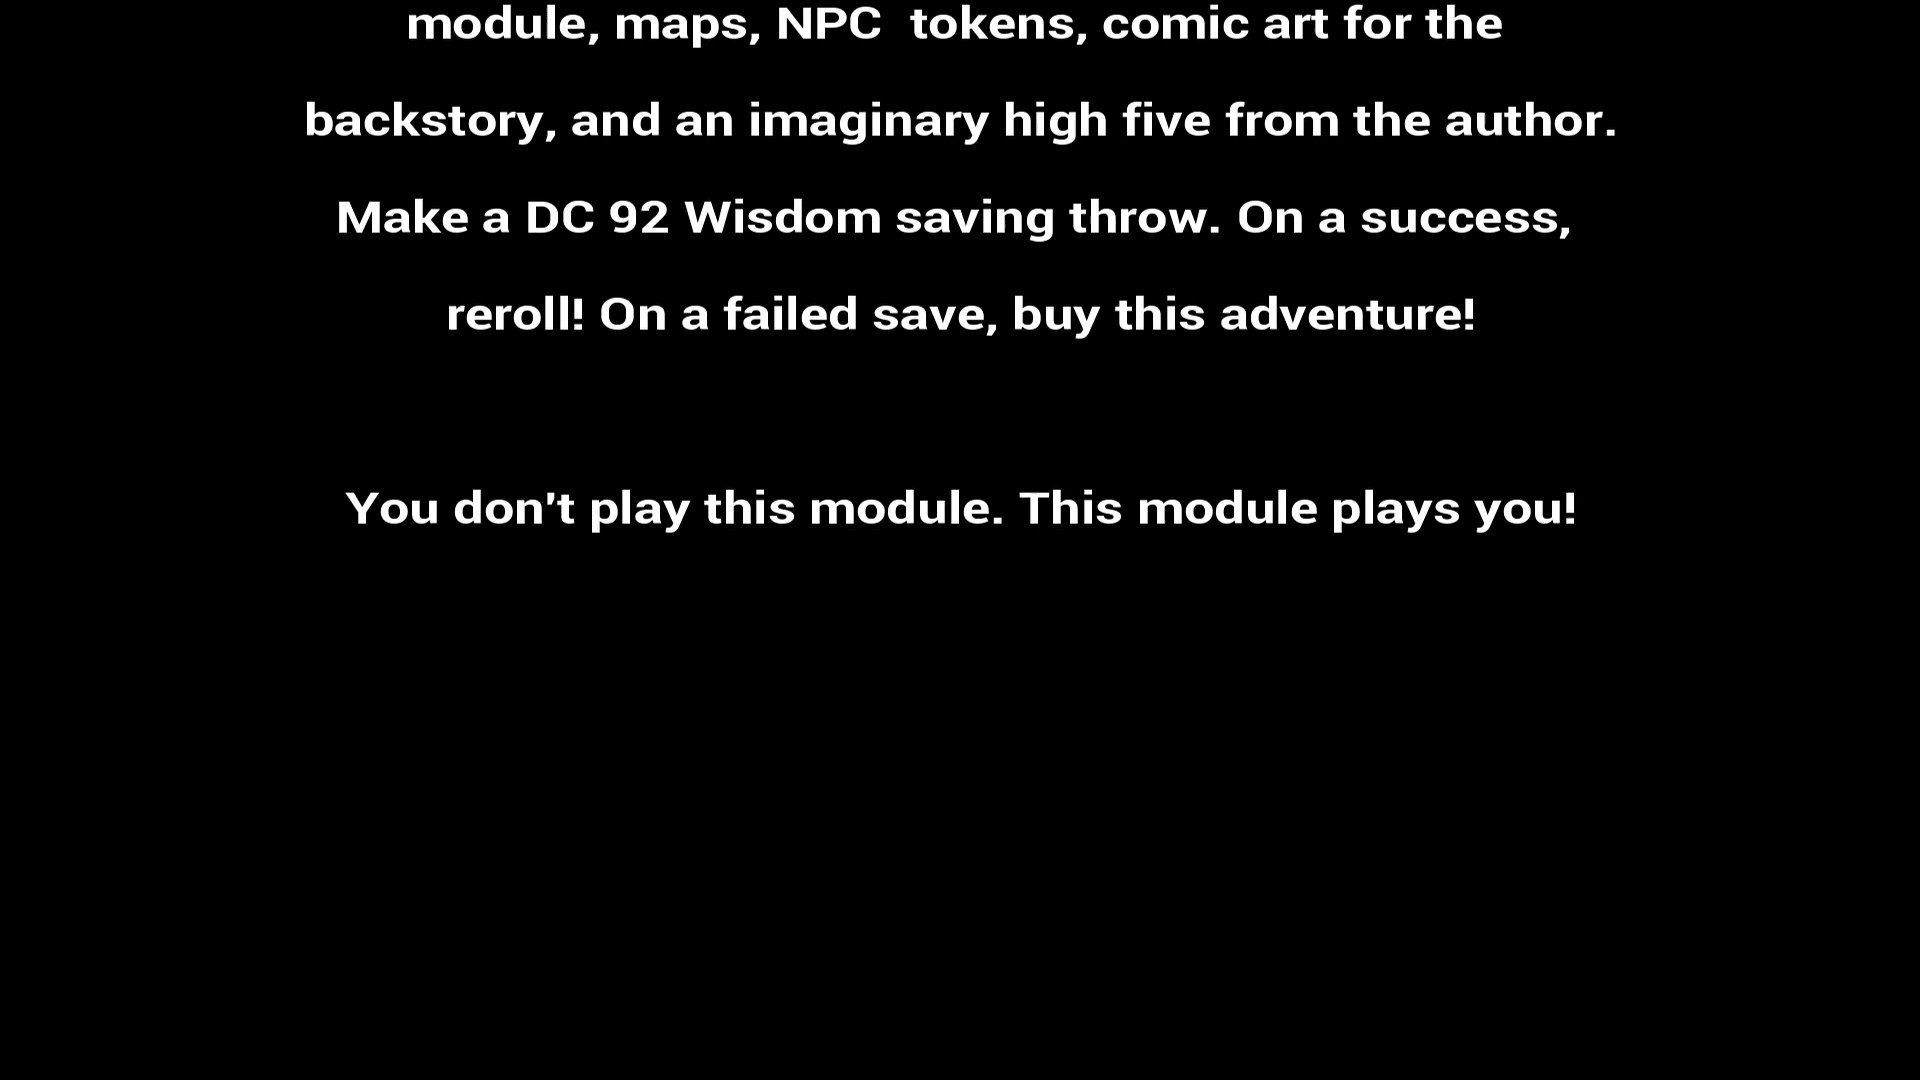 module, maps, NPC  tokens, comic art for the
backstory, and an imaginary high five from the author.
Make a DC 92 Wisdom saving throw. On a success,
reroll! On a failed save, buy this adventure!
You don't play this module. This module plays you!